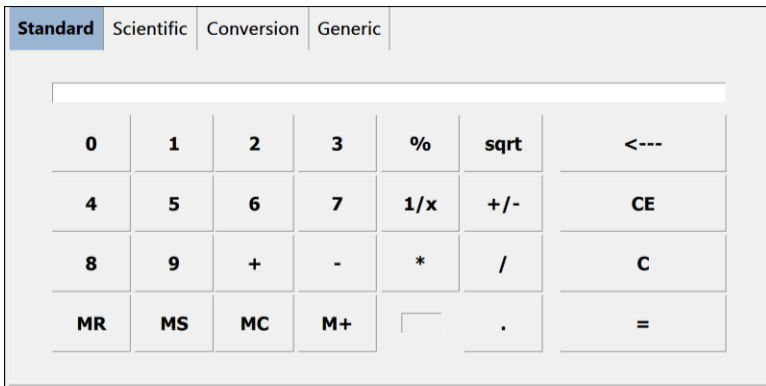 Standard Scientific Conversion Generic
0 1 2 3 % sqrt <---
4 5 6 7 1/x +/- CE
8 9 + - * / C
MR MS MC M+ . =